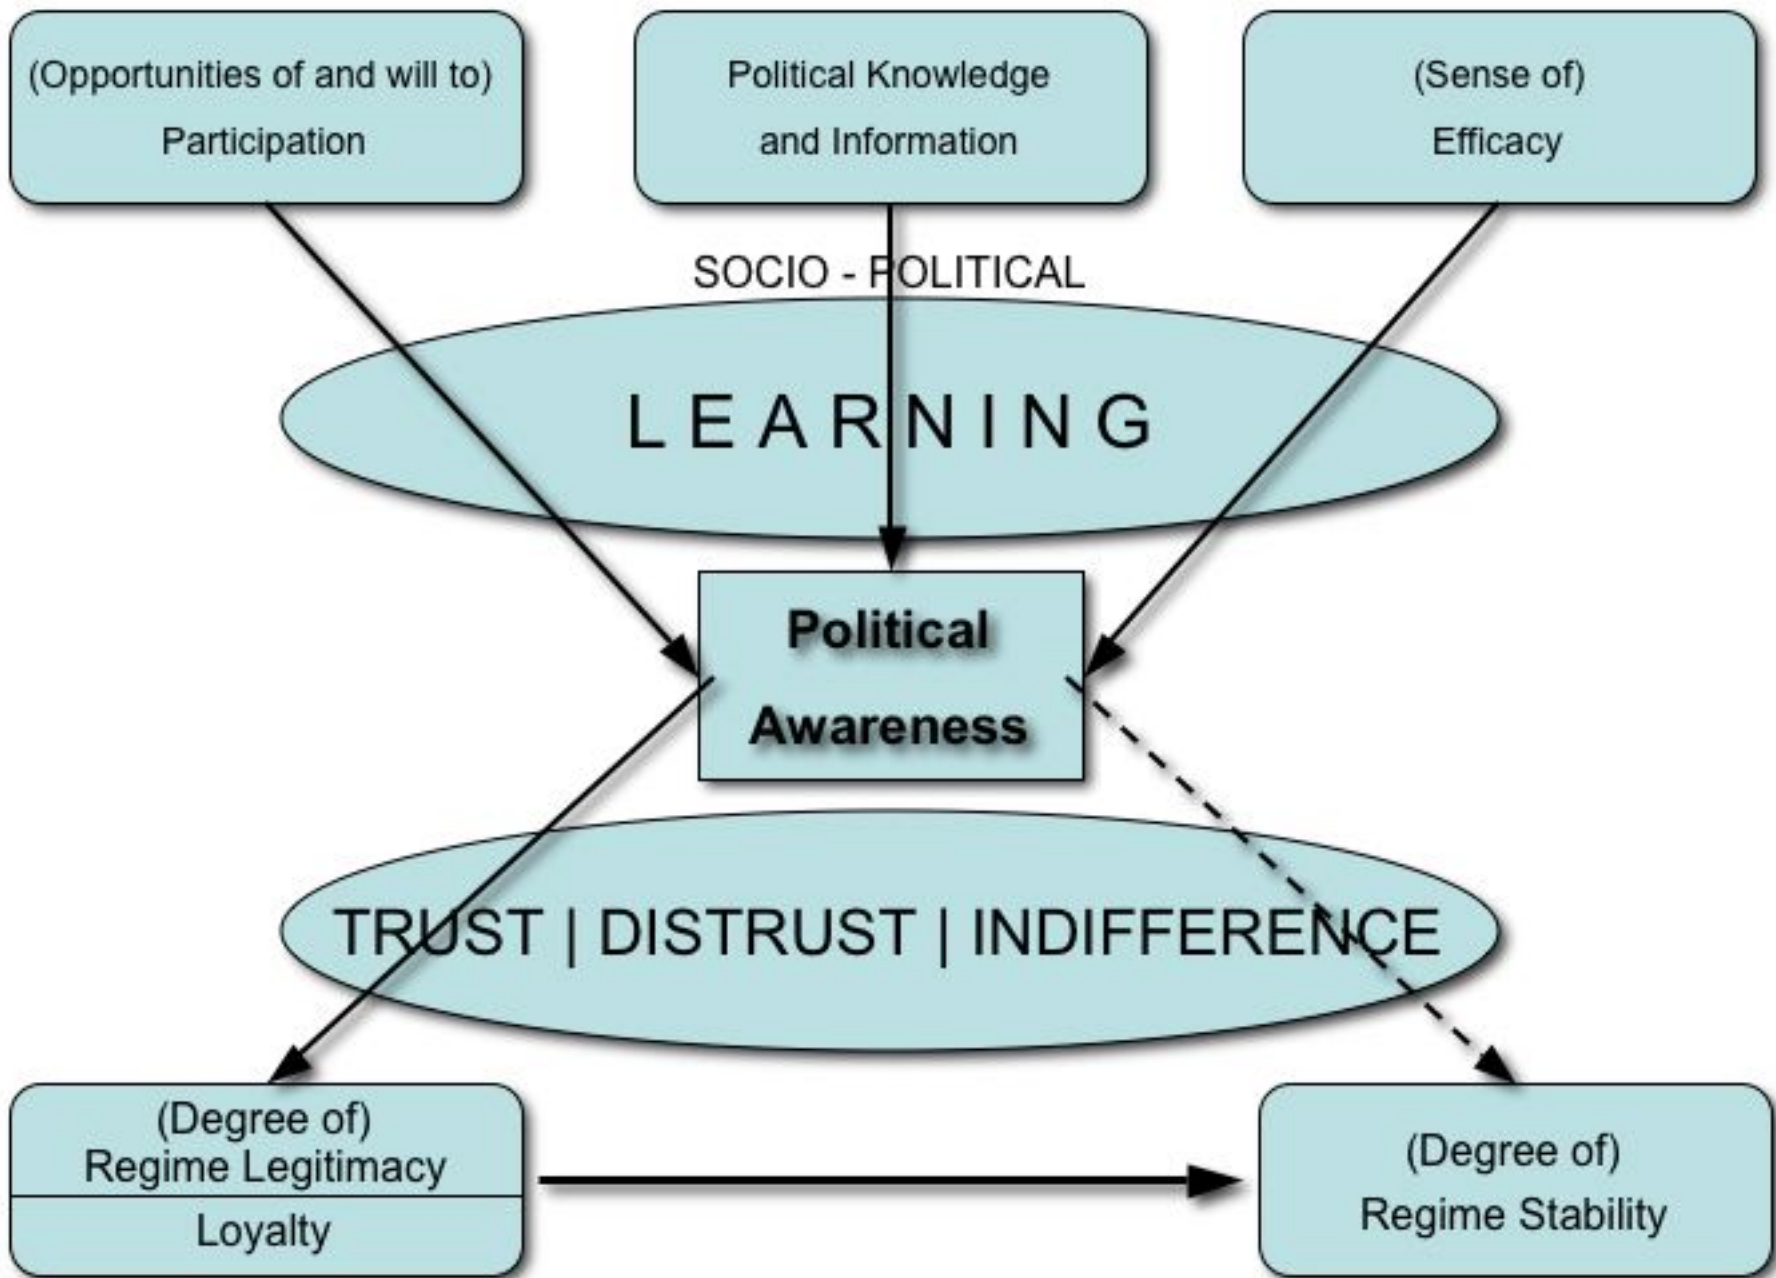 (Opportunities of and will to)
Participation
Political Knowledge
and Information
(Sense of)
Efficacy
SOCIO - POLITICAL
L E A R N I N G
Political
Awareness
TRUST | DISTRUST | INDIFFERENCE
(Degree of)
Regime Legitimacy
Loyalty
(Degree of)
Regime Stability